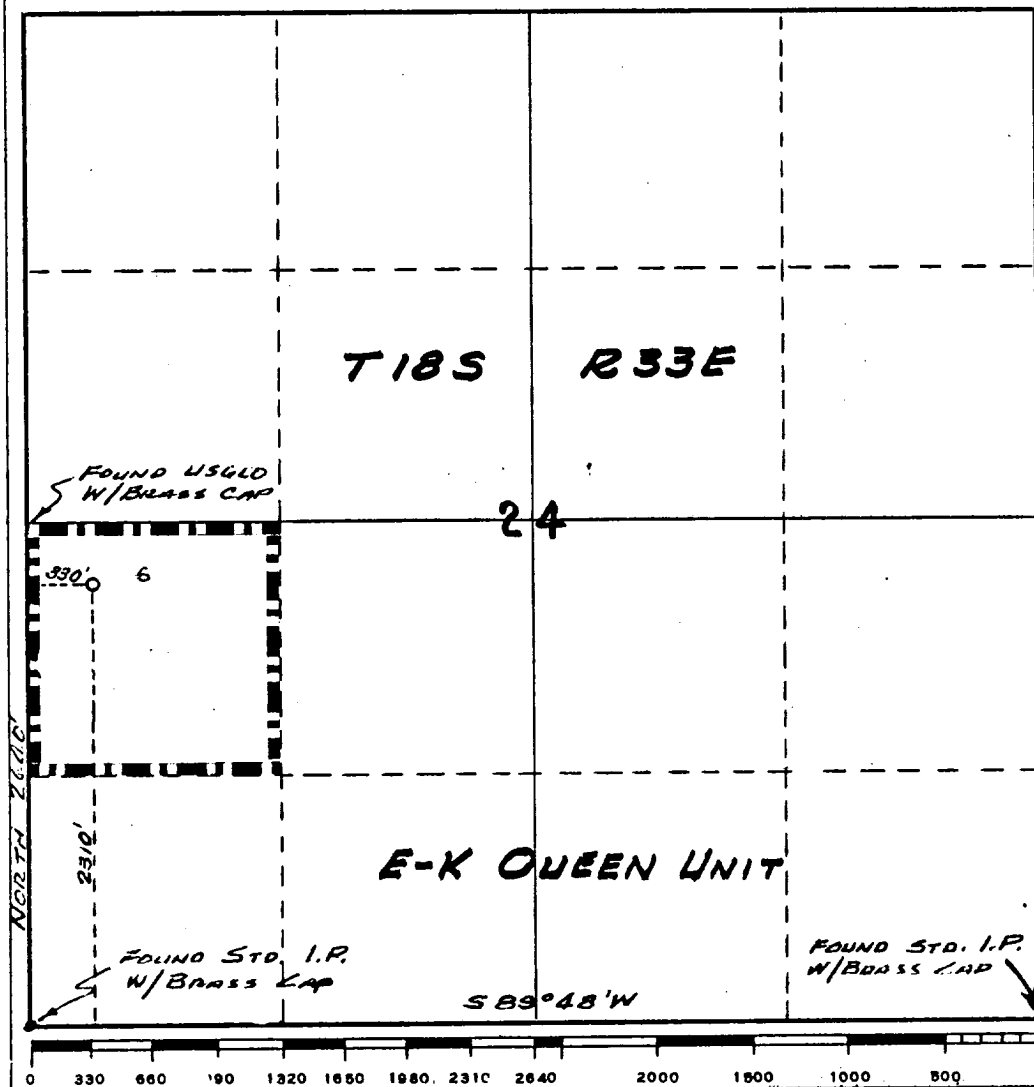 T18S R33E
FOUND USGLO
W/BRASS CAP
24
330' 6
2310'
NORTH
E-K QUEEN UNIT
FOUND STD. I.P.
W/BRASS CAP
FOUND STD. I.P.
W/BRASS CAP
S 89°48'W
0 330 660 990 1320 1650 1980. 2310 2640 2000 1500 1000 500